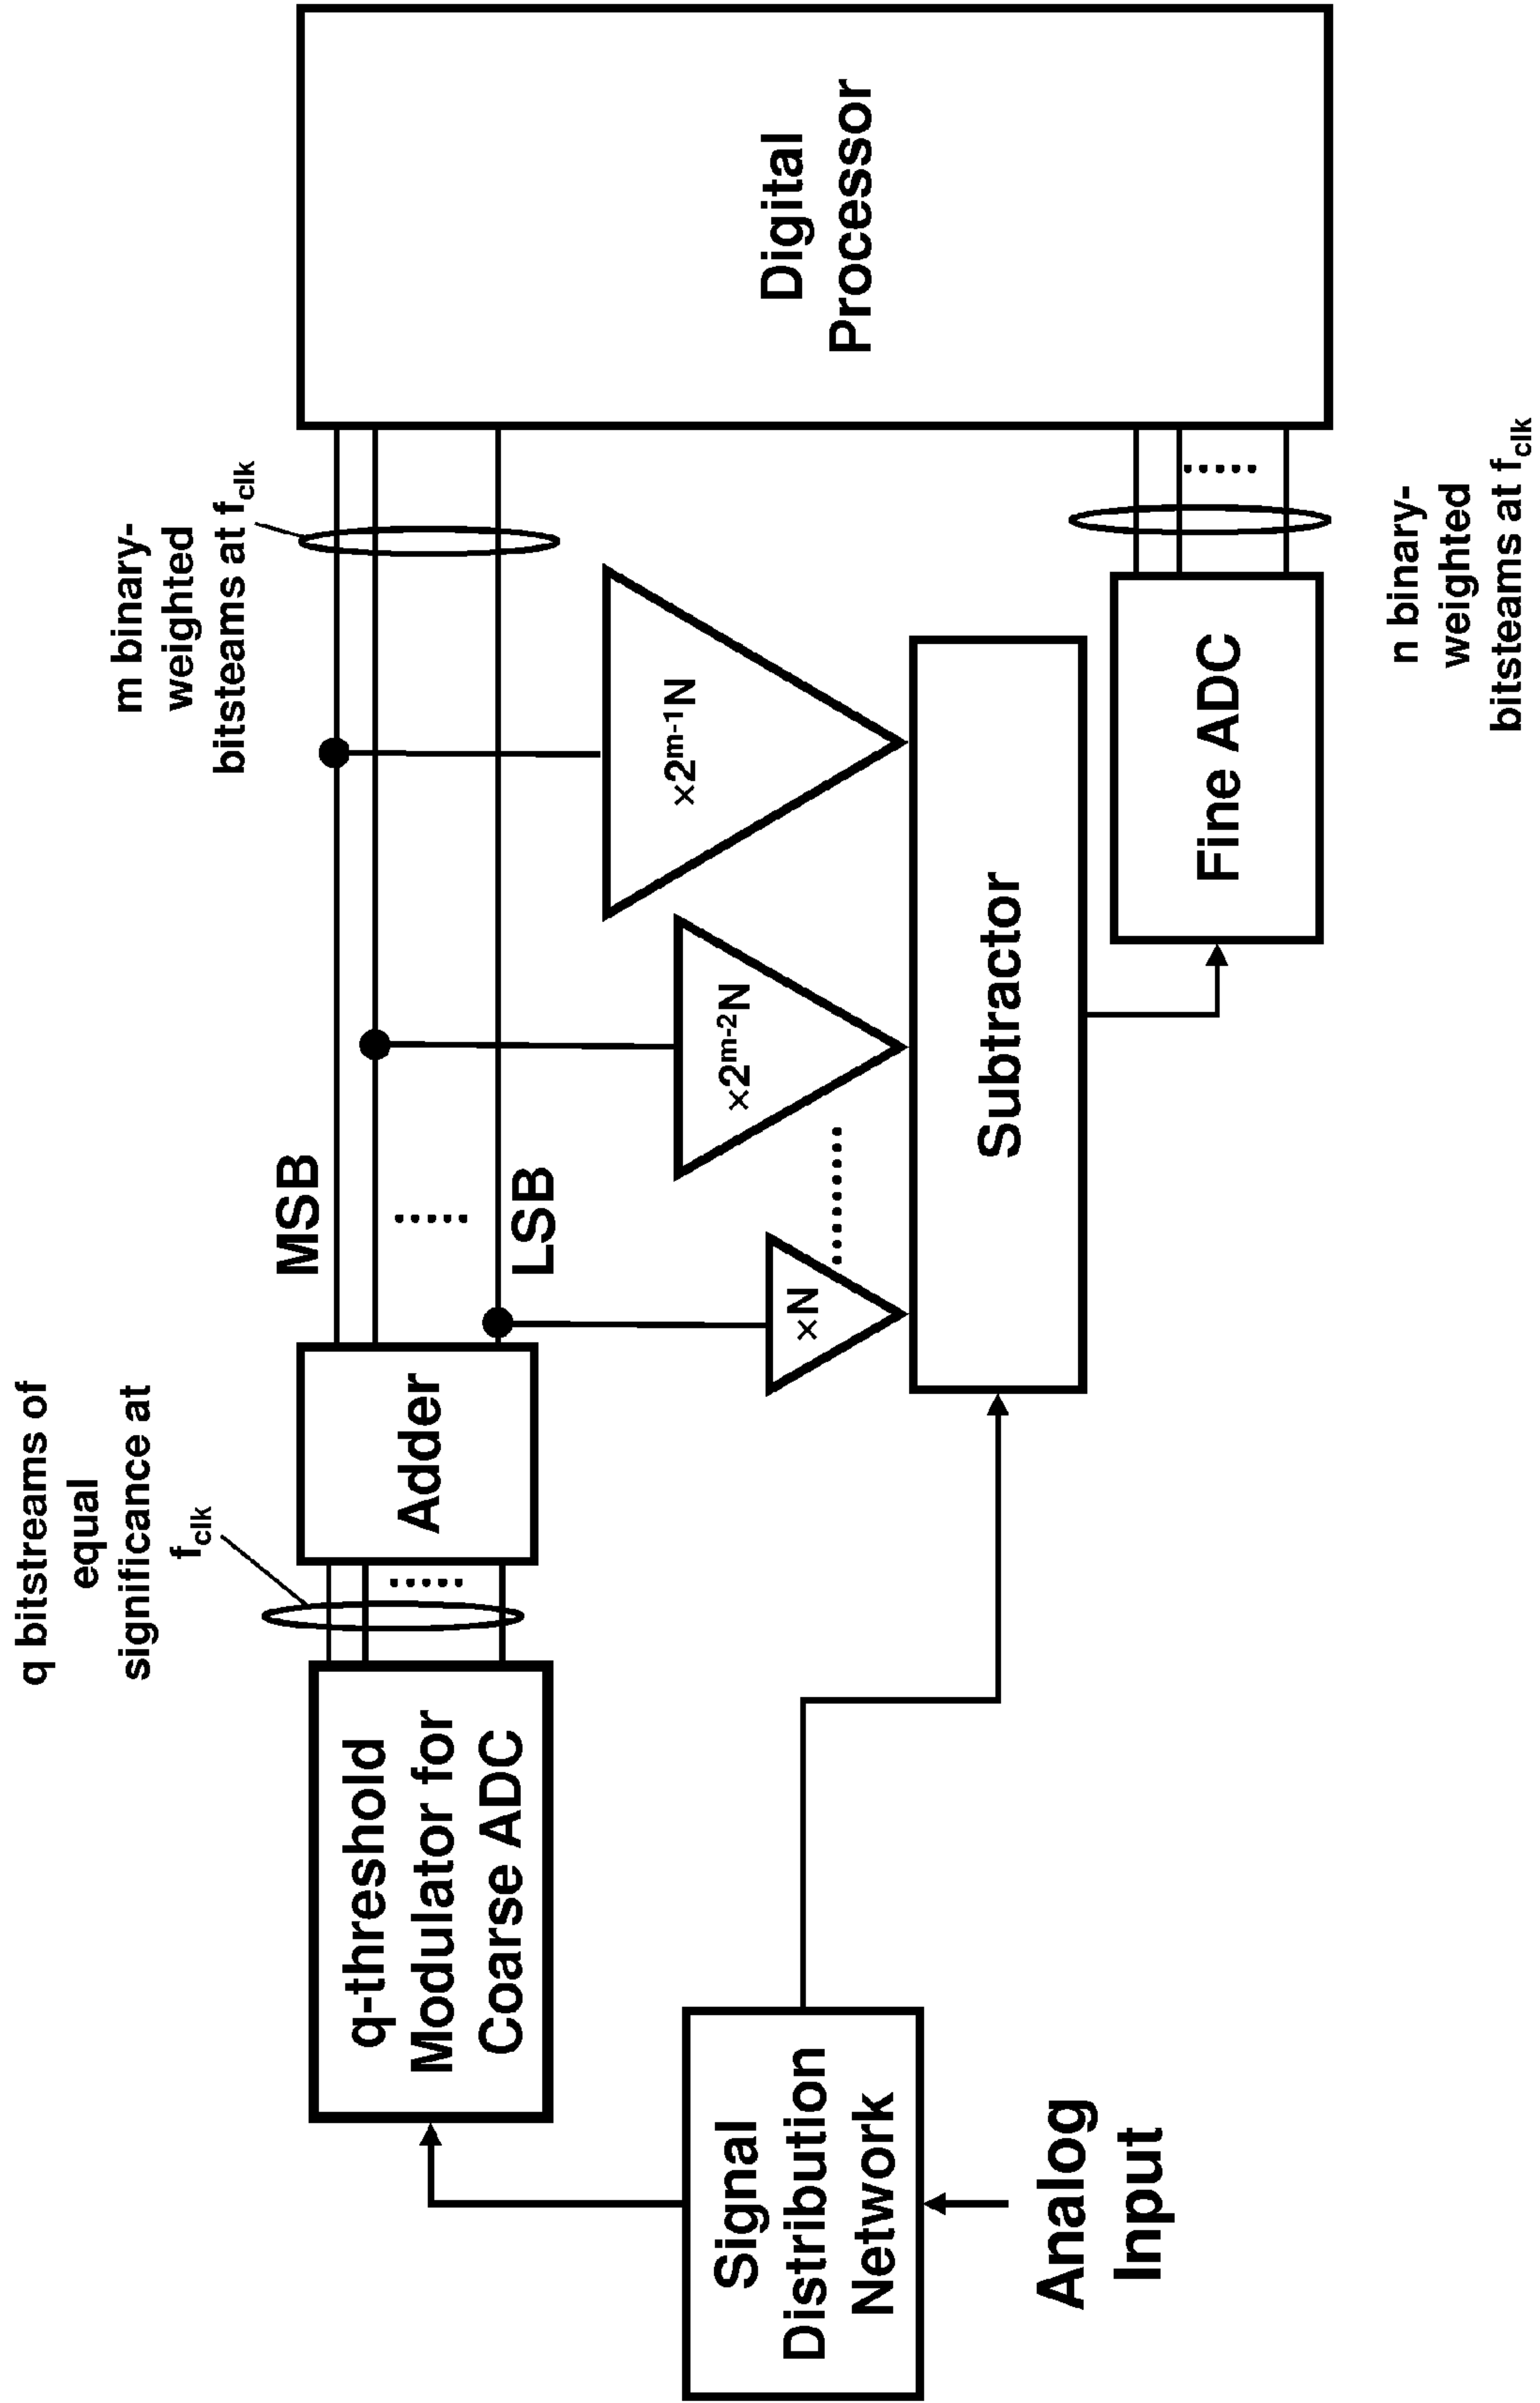 q bitstreams of
equal
significance at
fclk
m binary-
weighted
bitsteams at fclk
q-threshold
Modulator for
Coarse ADC
Adder
MSB
LSB
Digital
Processor
×N
×2m-2N
×2m-1N
Signal
Distribution
Network
Subtractor
Fine ADC
Analog
Input
n binary-
weighted
bitsteams at fclk